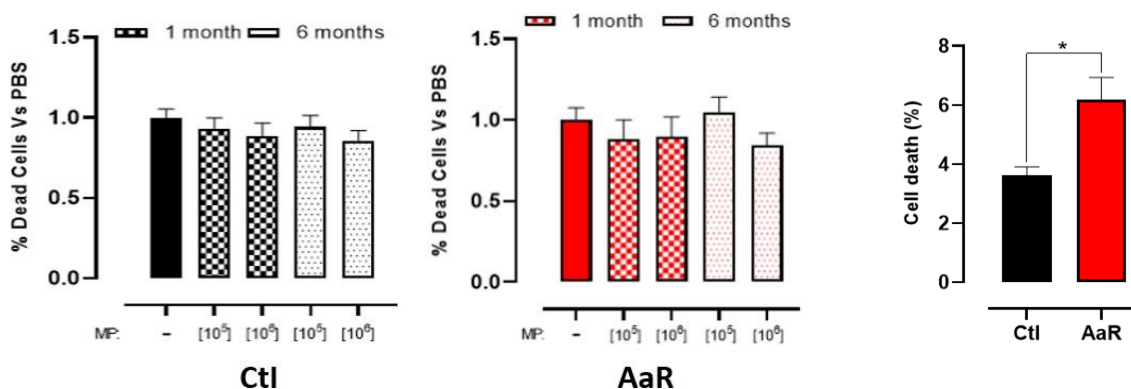 1 month 6 months
% Dead Cells Vs PBS
1.5
1.0
0.5
0.0
MP: - [10⁵] [10⁶] [10⁵] [10⁶]
Ctl
1 month 6 months
% Dead Cells Vs PBS
1.5
1.0
0.5
0.0
MP: - [10⁵] [10⁶] [10⁵] [10⁶]
AaR
*
Cell death (%)
8
6
4
2
0
Ctl AaR